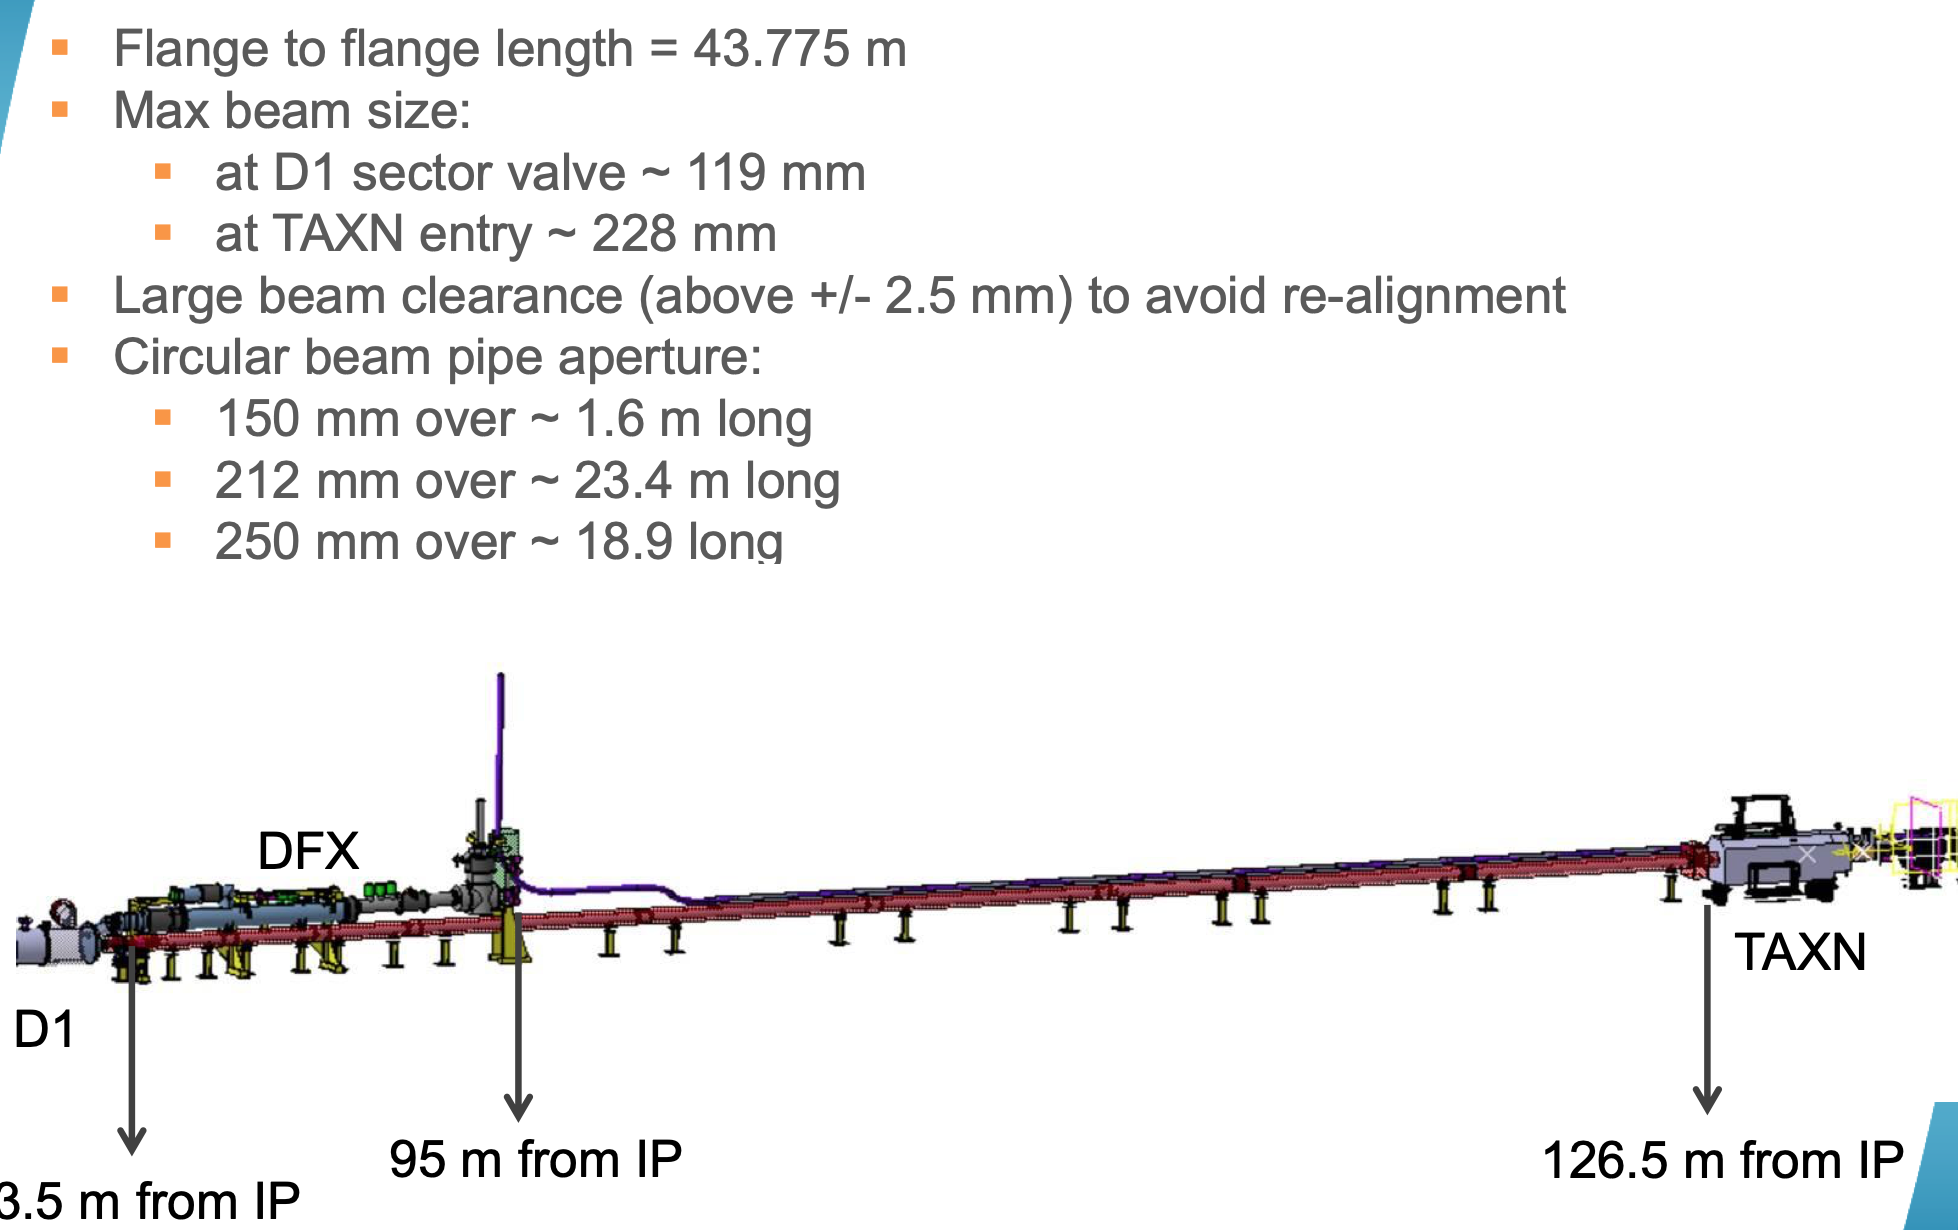 Flange to flange length = 43.775 m
Max beam size:
at D1 sector valve ~ 119 mm
at TAXN entry ~ 228 mm
Large beam clearance (above +/- 2.5 mm) to avoid re-alignment
Circular beam pipe aperture:
150 mm over ~ 1.6 m long
212 mm over ~ 23.4 m long
250 mm over ~ 18.9 long
DFX
TAXN
D1
95 m from IP
126.5 m from IP
3.5 m from IP